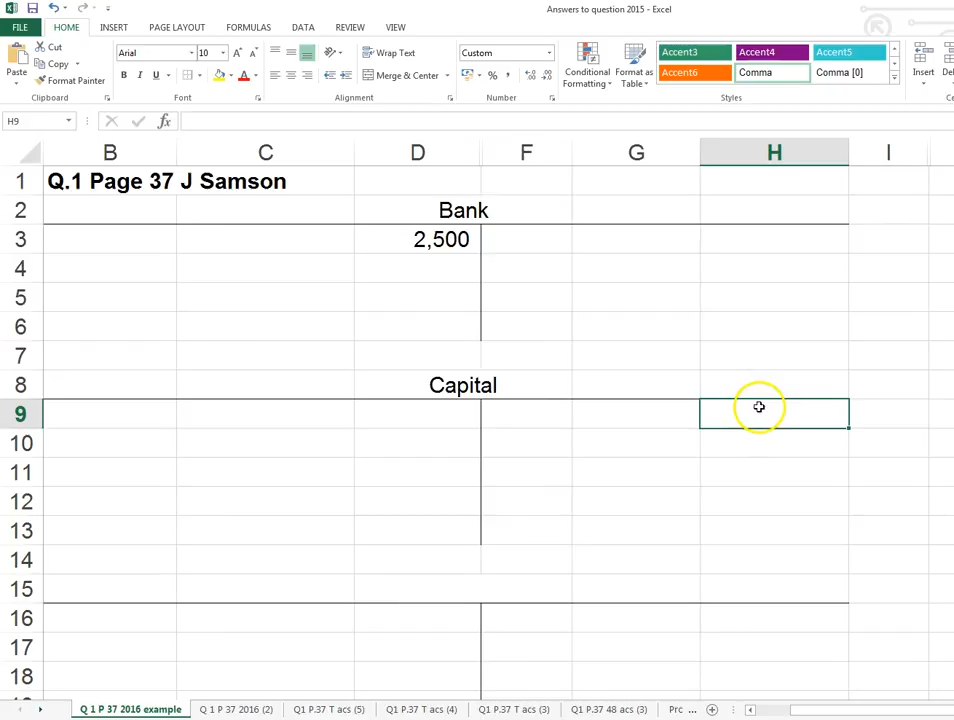 Answers to question 2015 - Excel
FILE HOME INSERT PAGE LAYOUT FORMULAS DATA REVIEW VIEW
Paste
Cut
Copy
Format Painter
Clipboard
Arial 10
B I U
Font
Wrap Text
Merge & Center
Alignment
Custom
Number
Conditional Formatting
Format as Table
Accent3 Accent4 Accent5
Accent6 Comma Comma [0]
Styles
Insert
H9
B C D F G H I
1 Q.1 Page 37 J Samson
2 Bank
3 2,500
4
5
6
7
8 Capital
9
10
11
12
13
14
15
16
17
18
Q 1 P 37 2016 example Q 1 P 37 2016 (2) Q1 P.37 T acs (5) Q1 P.37 T acs (4) Q1 P.37 T acs (3) Q1 P.37 48 acs (3) Prc ...